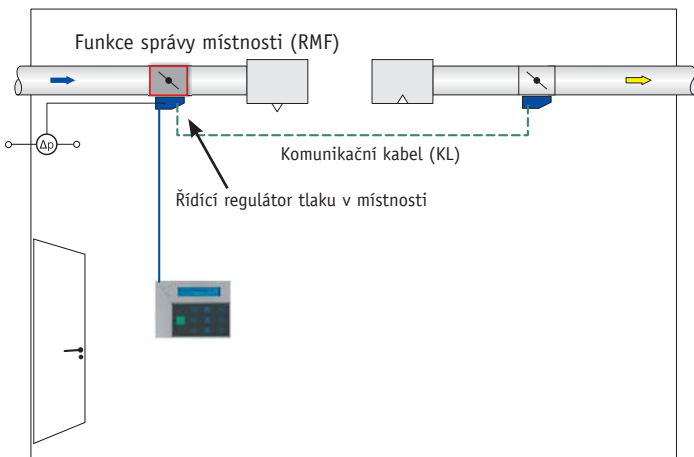 Funkce správy místnosti (RMF)
Δp
Komunikační kabel (KL)
Řídící regulátor tlaku v místnosti